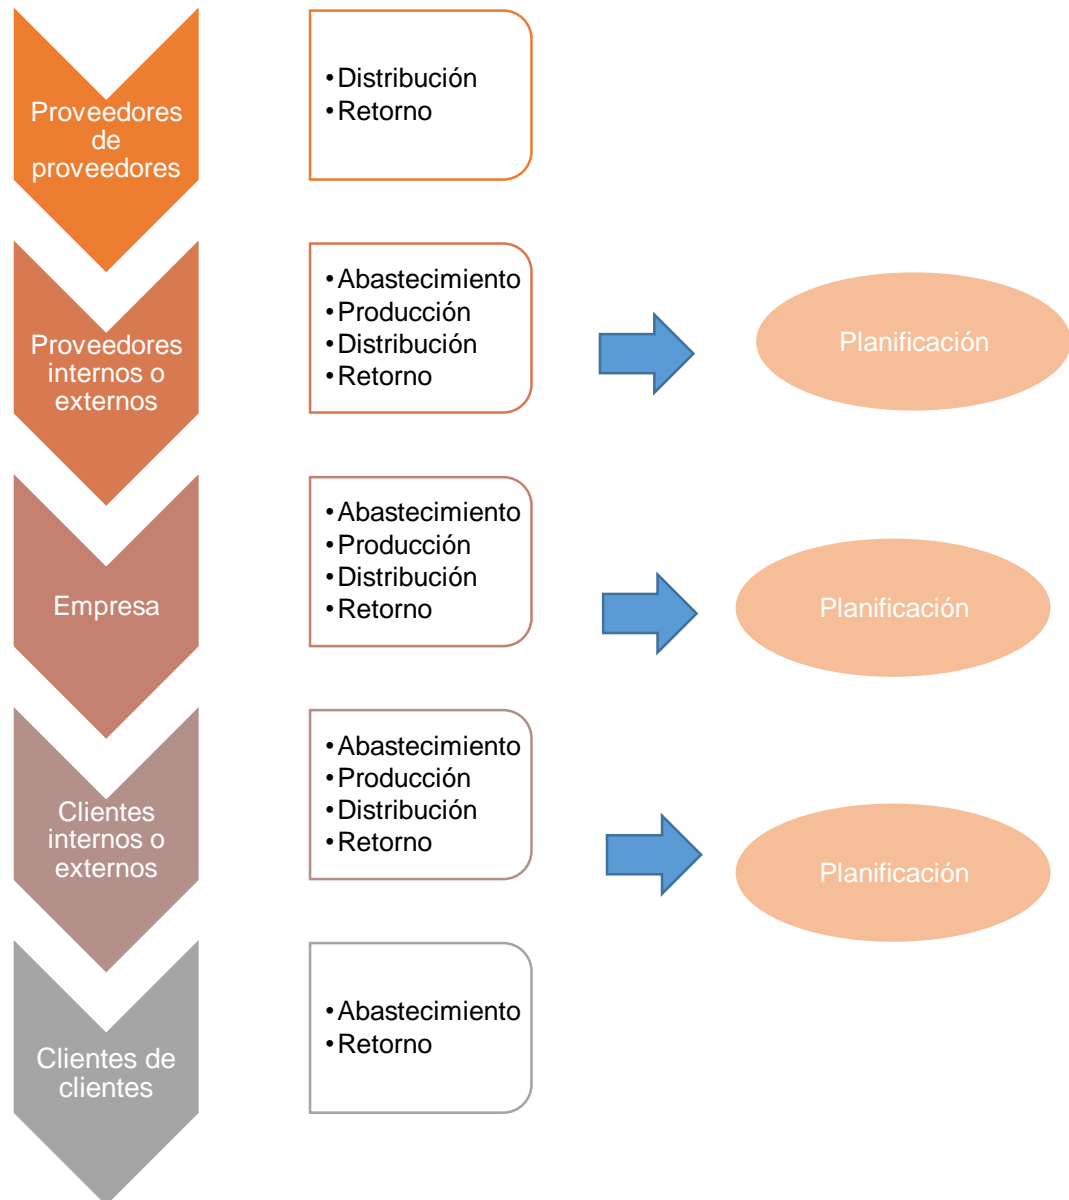 Proveedores
de
proveedores
•Distribución
•Retorno
Proveedores
internos o
externos
•Abastecimiento
•Producción
•Distribución
•Retorno
Planificación
Empresa
•Abastecimiento
•Producción
•Distribución
•Retorno
Planificación
Clientes
internos o
externos
•Abastecimiento
•Producción
•Distribución
•Retorno
Planificación
Clientes de
clientes
•Abastecimiento
•Retorno